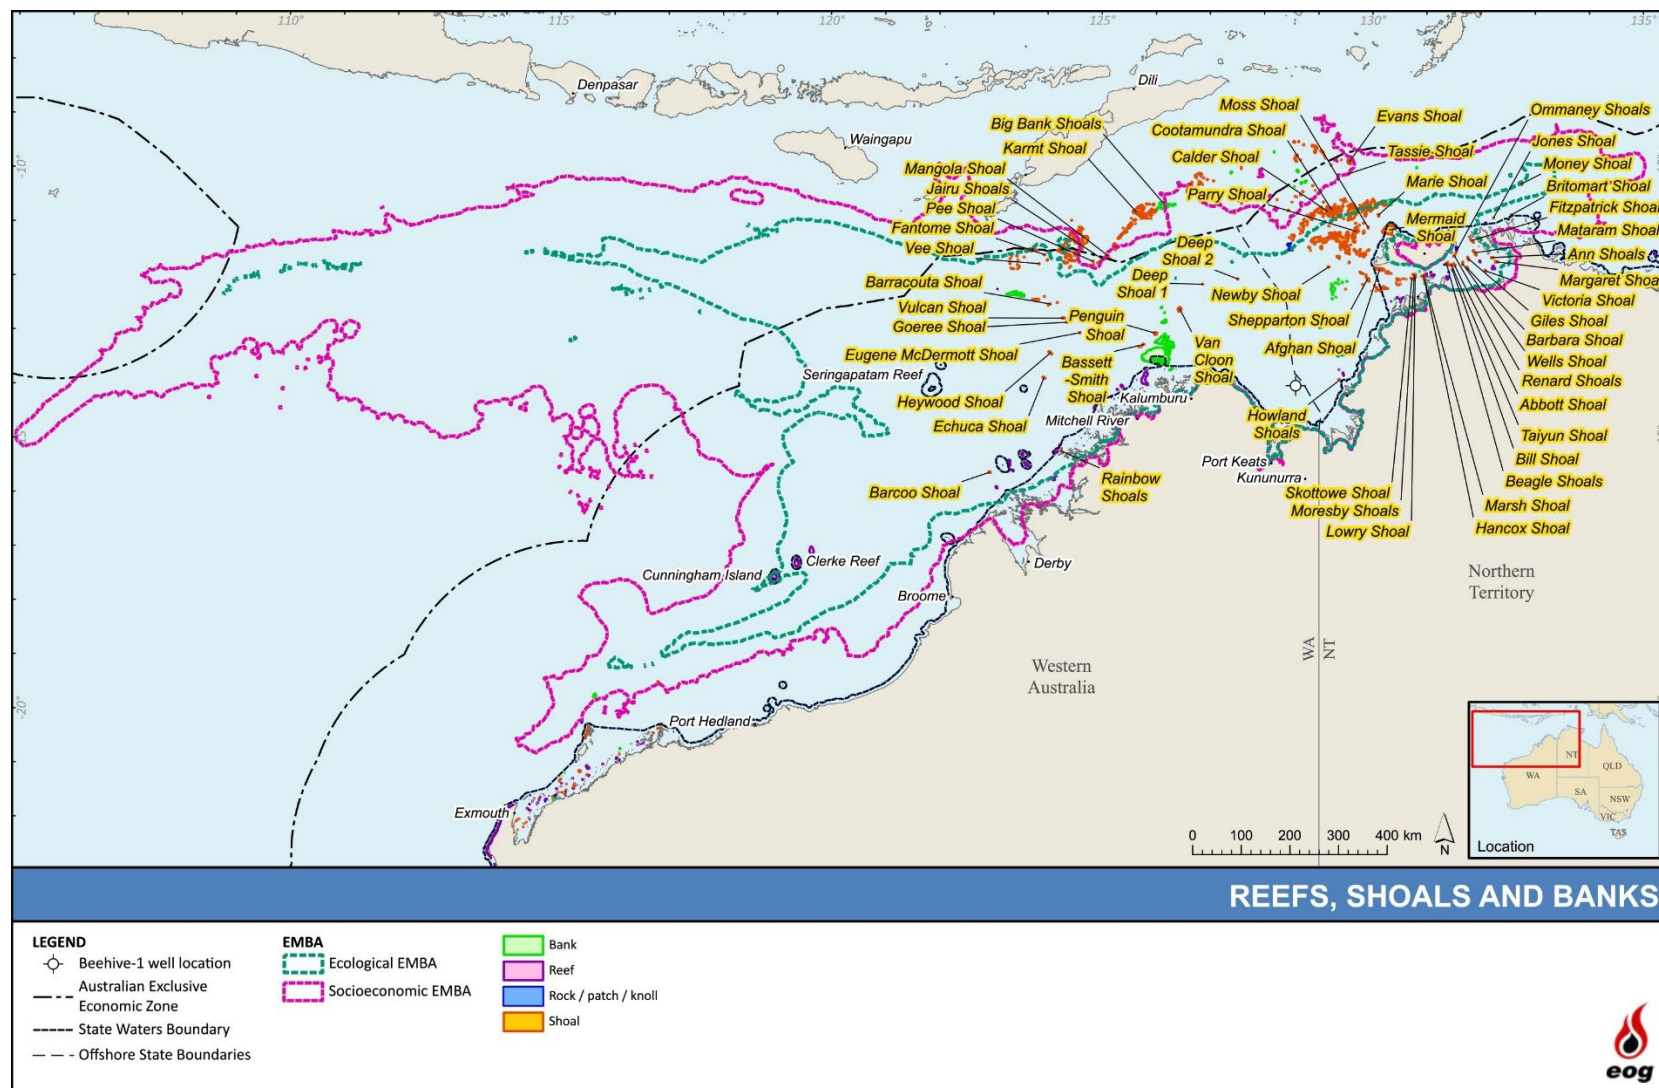 110°
115°
120°
125°
130°
135°
-10°
-20°
Denpasar
Waingapu
Dili
Big Bank Shoals
Karmt Shoal
Mangola Shoal
Jairu Shoals
Pee Shoal
Fantome Shoal
Vee Shoal
Barracouta Shoal
Vulcan Shoal
Goeree Shoal
Eugene McDermott Shoal
Seringapatam Reef
Heywood Shoal
Echuca Shoal
Barcoo Shoal
Moss Shoal
Cootamundra Shoal
Calder Shoal
Parry Shoal
Evans Shoal
Tassie Shoal
Marie Shoal
Mermaid
Shoal
Ommaney Shoals
Jones Shoal
Money Shoal
Britomart Shoal
Fitzpatrick Shoal
Mataram Shoal
Ann Shoals
Margaret Shoal
Victoria Shoal
Giles Shoal
Barbara Shoal
Wells Shoal
Renard Shoals
Abbott Shoal
Taiyun Shoal
Bill Shoal
Beagle Shoals
Marsh Shoal
Hancox Shoal
Deep
Shoal 2
Deep
Shoal 1
Newby Shoal
Shepparton Shoal
Afghan Shoal
Penguin
Shoal
Bassett
-Smith
Shoal
Van
Cloon
Shoal
Kalumburu
Mitchell River
Howland
Shoals
Port Keats
Kununurra
Rainbow
Shoals
Skottowe Shoal
Moresby Shoals
Lowry Shoal
Cunningham Island
Clerke Reef
Derby
Broome
Port Hedland
Exmouth
Western
Australia
Northern
Territory
WA
NT
0 100 200 300 400 km
N
WA
NT
QLD
SA
NSW
VIC
TAS
Location
REEFS, SHOALS AND BANKS
LEGEND
Beehive-1 well location
Australian Exclusive
Economic Zone
State Waters Boundary
Offshore State Boundaries
EMBA
Ecological EMBA
Socioeconomic EMBA
Bank
Reef
Rock / patch / knoll
Shoal
eog